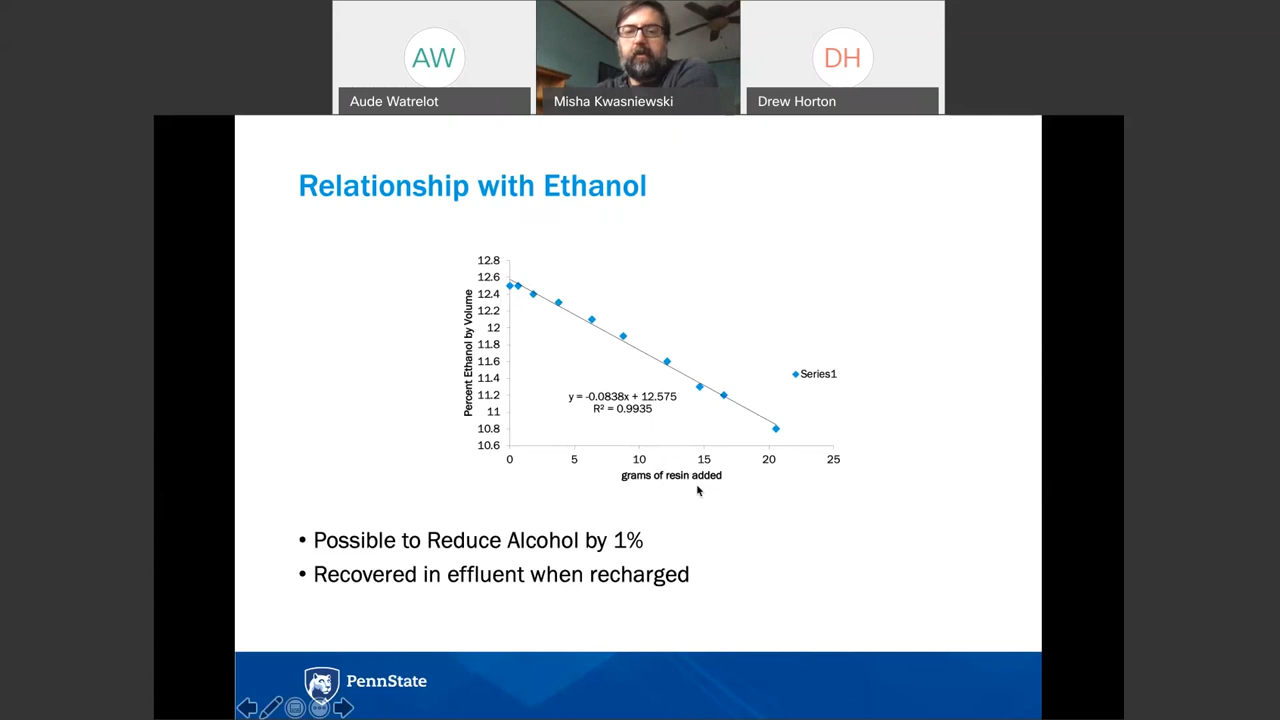 AW
DH
Aude Watrelot
Misha Kwasniewski
Drew Horton
Relationship with Ethanol
12.8
12.6
12.4
12.2
12
11.8
11.6
11.4
11.2
11
10.8
10.6
Percent Ethanol by Volume
y = -0.0838x + 12.575
R² = 0.9935
Series1
0 5 10 15 20 25
grams of resin added
• Possible to Reduce Alcohol by 1%
• Recovered in effluent when recharged
PennState